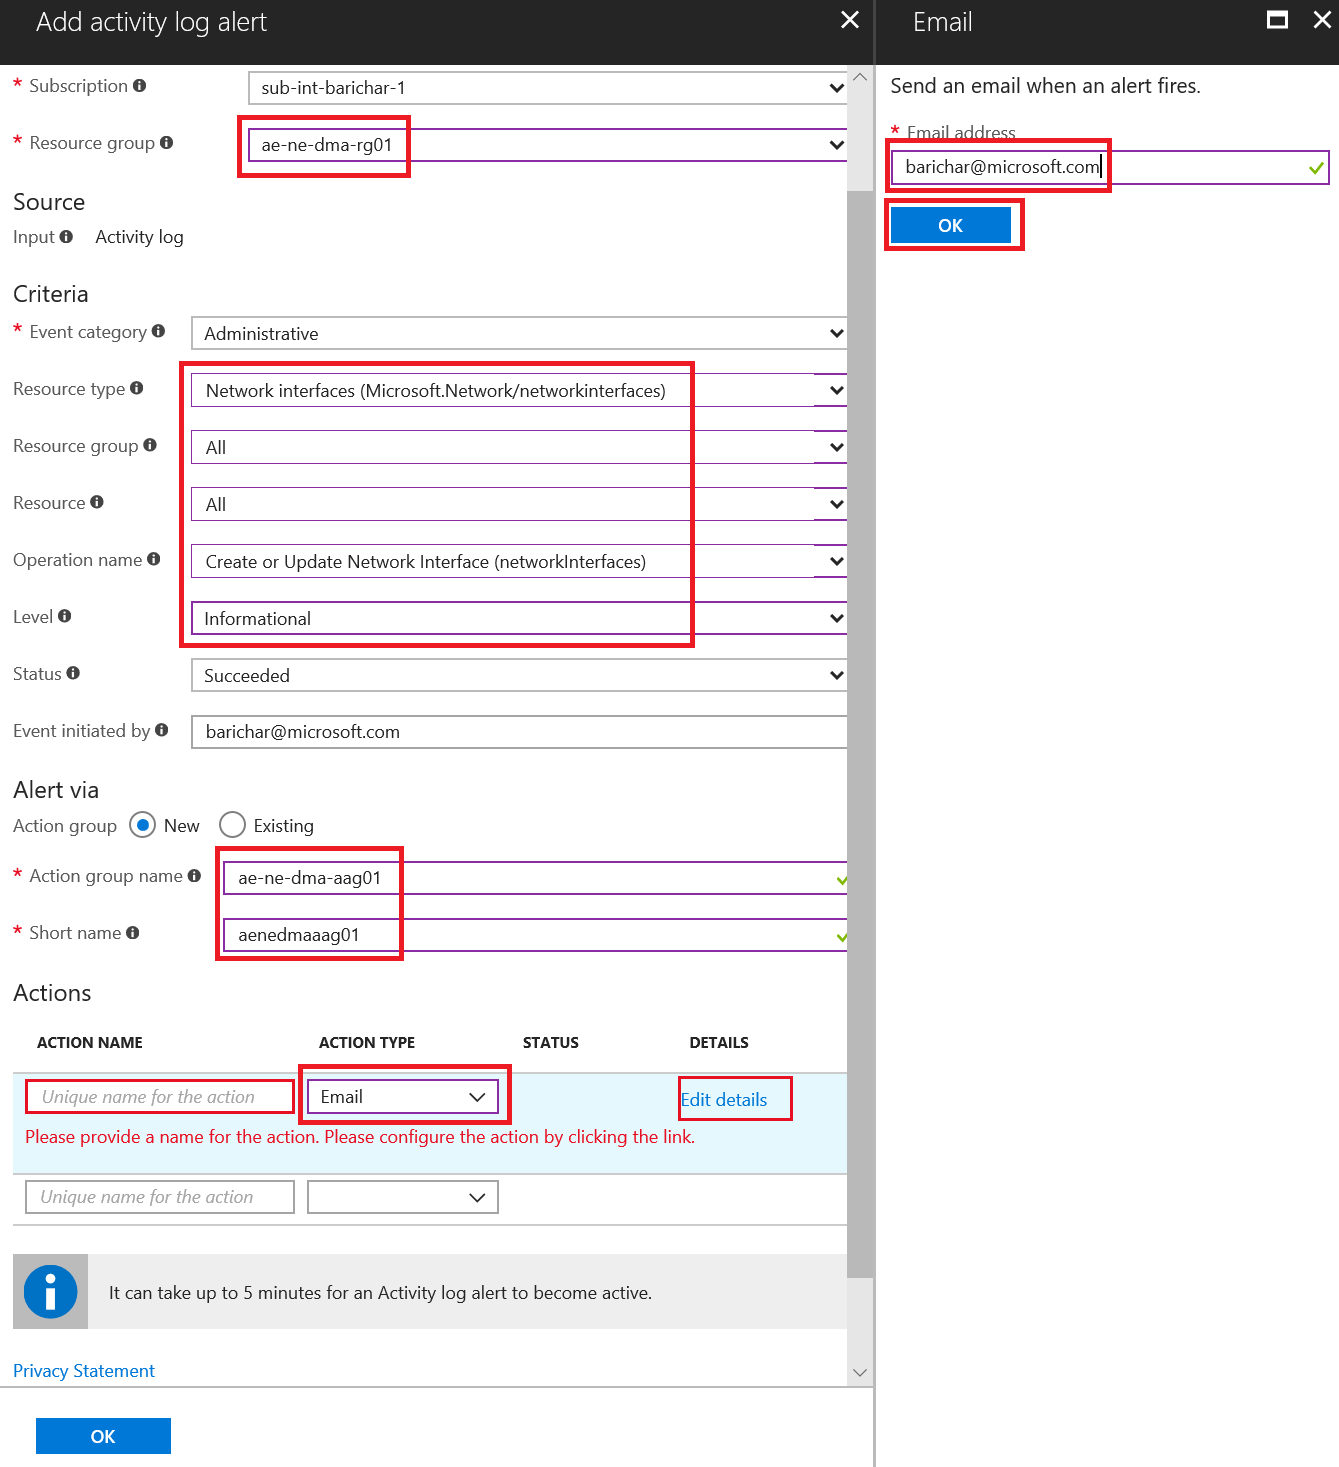 Add activity log alert
* Subscription
sub-int-barichar-1
* Resource group
ae-ne-dma-rg01
Source
Input Activity log
Criteria
* Event category
Administrative
Resource type
Network interfaces (Microsoft.Network/networkinterfaces)
Resource group
All
Resource
All
Operation name
Create or Update Network Interface (networkInterfaces)
Level
Informational
Status
Succeeded
Event initiated by
barichar@microsoft.com
Alert via
Action group New Existing
* Action group name
ae-ne-dma-aag01
* Short name
aenedmaaag01
Actions
ACTION NAME ACTION TYPE STATUS DETAILS
Unique name for the action Email Edit details
Please provide a name for the action. Please configure the action by clicking the link.
Unique name for the action
It can take up to 5 minutes for an Activity log alert to become active.
Privacy Statement
OK
Email
Send an email when an alert fires.
* Email address
barichar@microsoft.com
OK